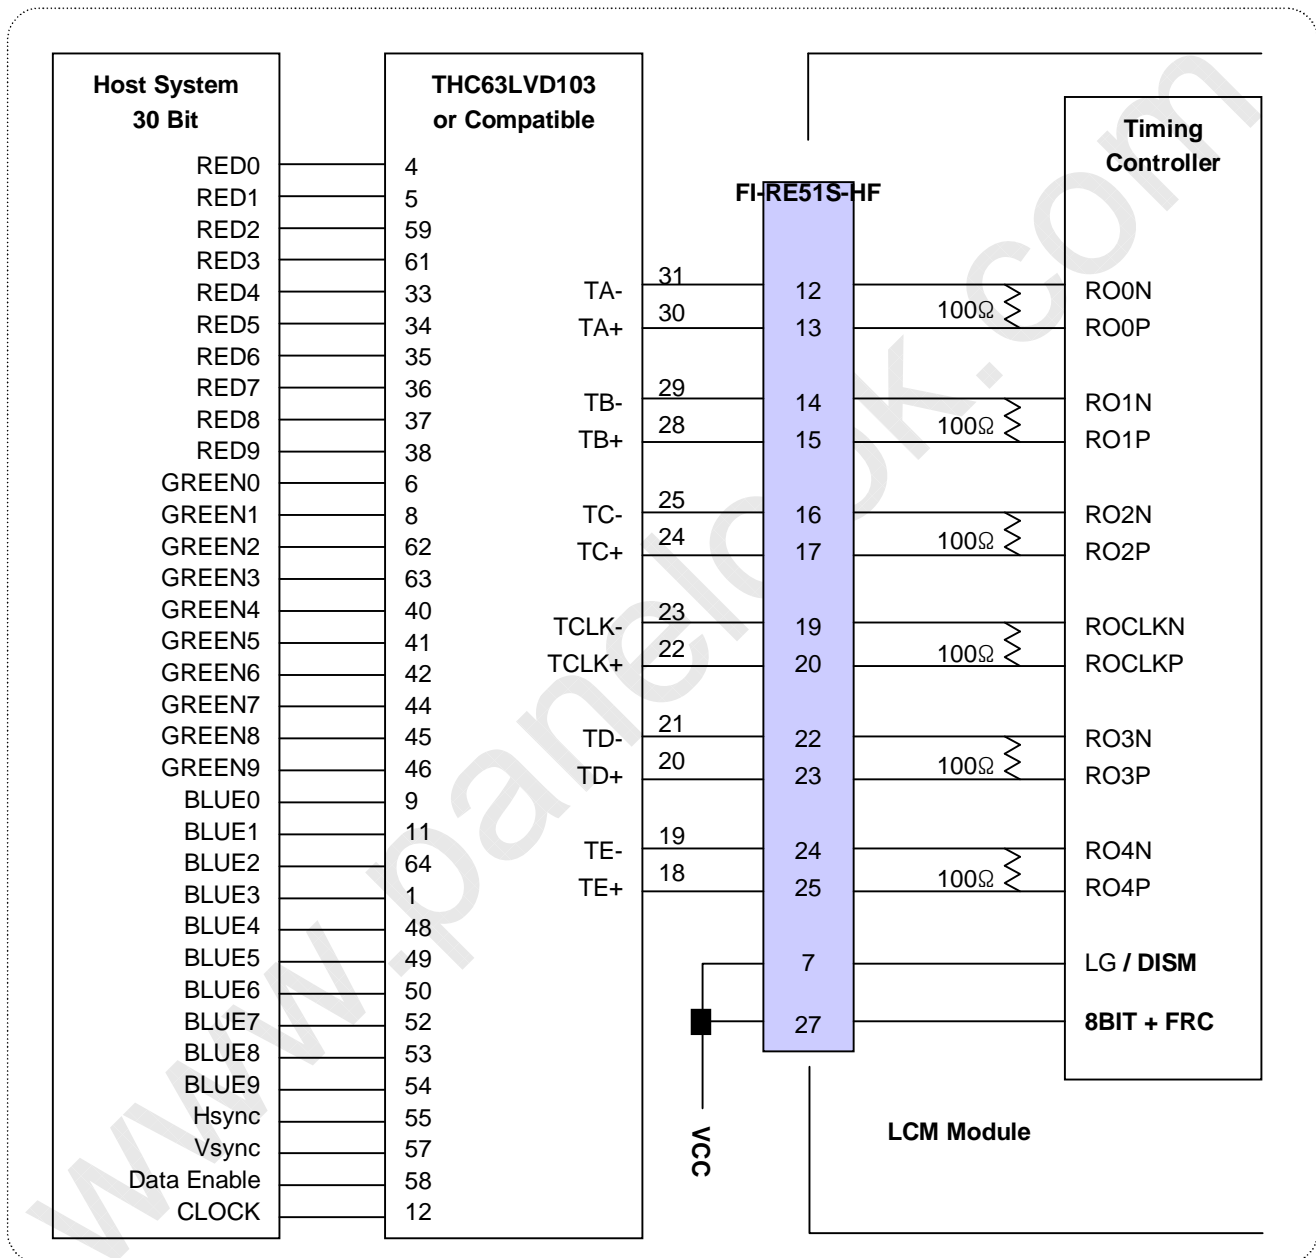 Host System
30 Bit
THC63LVD103
or Compatible
Timing
Controller
FI-RE51S-HF
RED0 4
RED1 5
RED2 59
RED3 61
RED4 33
RED5 34
RED6 35
RED7 36
RED8 37
RED9 38
GREEN0 6
GREEN1 8
GREEN2 62
GREEN3 63
GREEN4 40
GREEN5 41
GREEN6 42
GREEN7 44
GREEN8 45
GREEN9 46
BLUE0 9
BLUE1 11
BLUE2 64
BLUE3 1
BLUE4 48
BLUE5 49
BLUE6 50
BLUE7 52
BLUE8 53
BLUE9 54
Hsync 55
Vsync 57
Data Enable 58
CLOCK 12
TA- 31 12 RO0N
100Ω
TA+ 30 13 RO0P
TB- 29 14 RO1N
100Ω
TB+ 28 15 RO1P
TC- 25 16 RO2N
100Ω
TC+ 24 17 RO2P
TCLK- 23 19 ROCLKN
100Ω
TCLK+ 22 20 ROCLKP
TD- 21 22 RO3N
100Ω
TD+ 20 23 RO3P
TE- 19 24 RO4N
100Ω
TE+ 18 25 RO4P
7 LG / DISM
27 8BIT + FRC
VCC
LCM Module
www.panelook.com